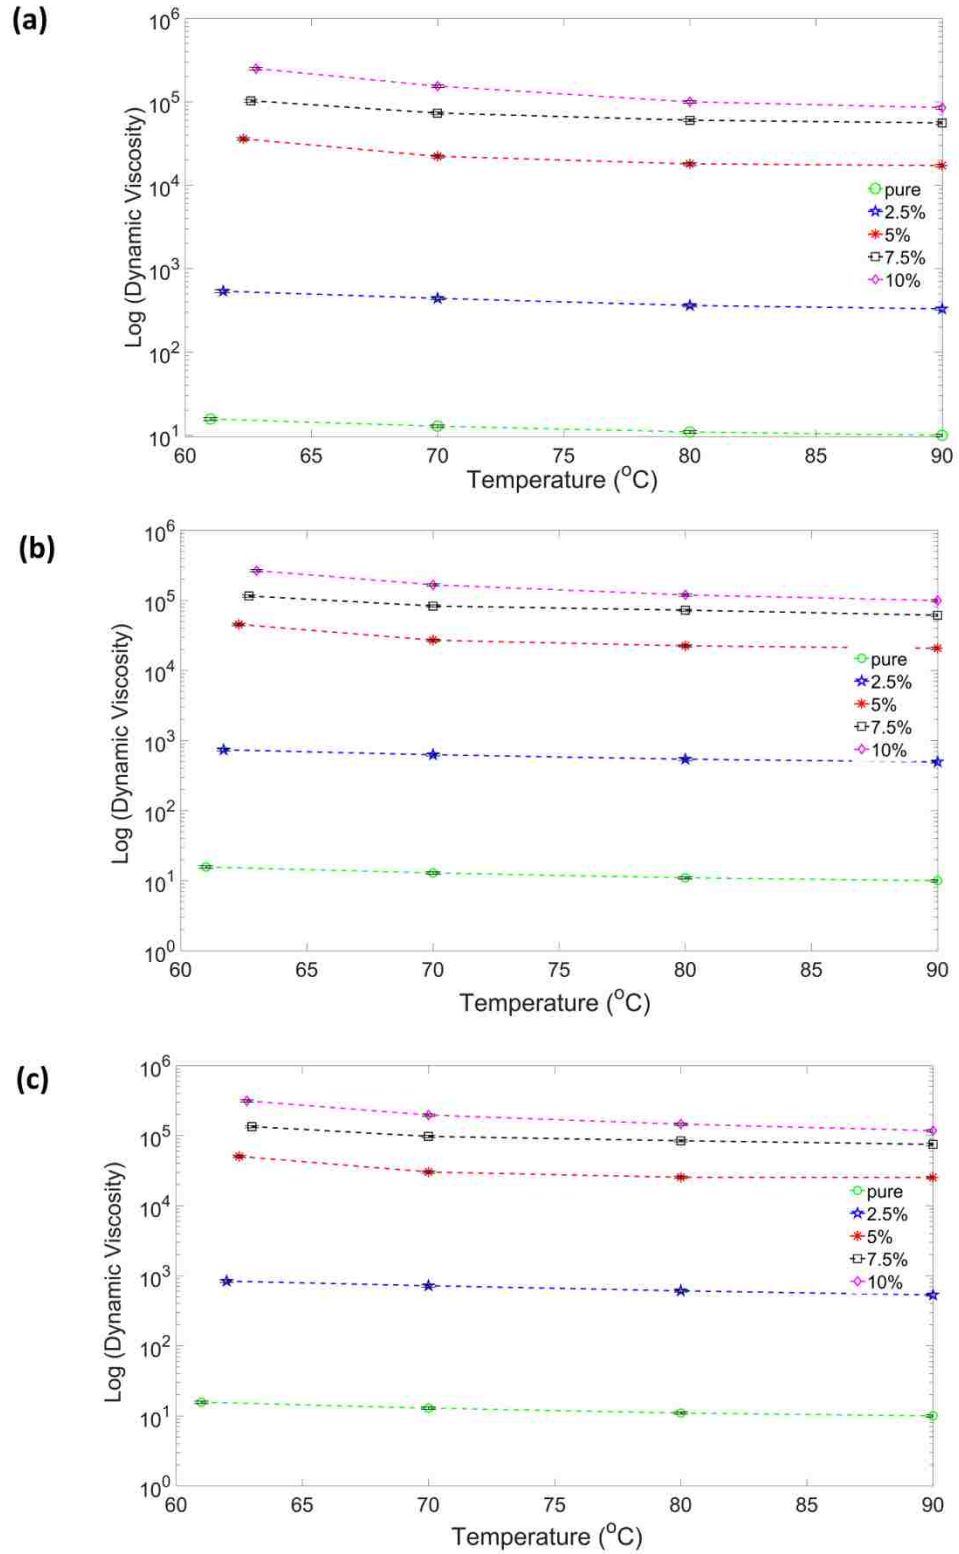 (a)
10^6
10^5
10^4
10^3
10^2
10^1
Log (Dynamic Viscosity)
pure
2.5%
5%
7.5%
10%
60 65 70 75 80 85 90
Temperature (°C)
(b)
10^6
10^5
10^4
10^3
10^2
10^1
10^0
Log (Dynamic Viscosity)
pure
2.5%
5%
7.5%
10%
60 65 70 75 80 85 90
Temperature (°C)
(c)
10^6
10^5
10^4
10^3
10^2
10^1
10^0
Log (Dynamic Viscosity)
pure
2.5%
5%
7.5%
10%
60 65 70 75 80 85 90
Temperature (°C)